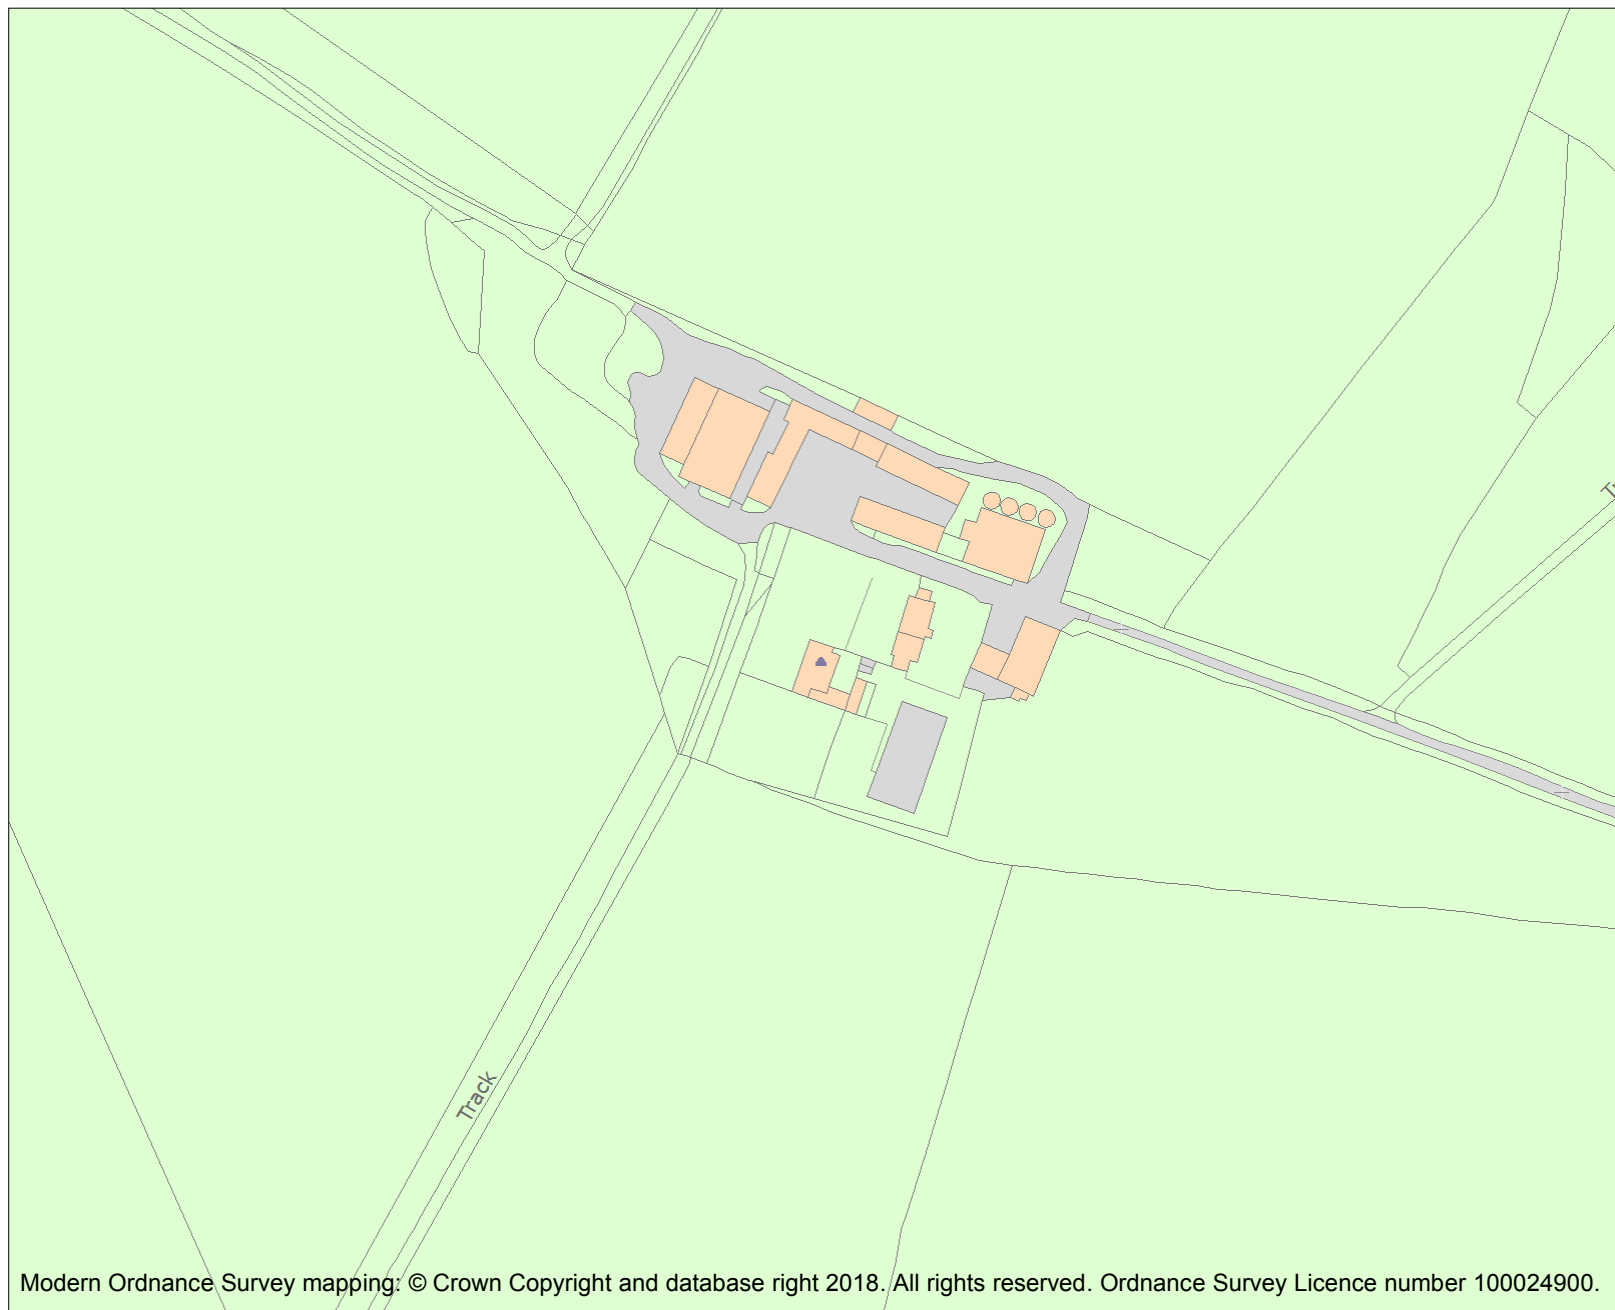 Track
Modern Ordnance Survey mapping: © Crown Copyright and database right 2018. All rights reserved. Ordnance Survey Licence number 100024900.